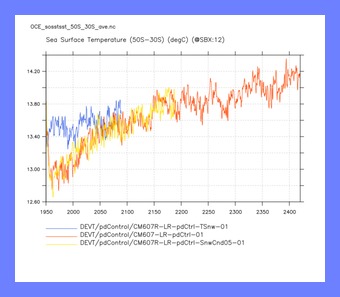 OCE_sosstsst_50S_30S_ave.nc
Sea Surface Temperature (50S-30S) (degC) (@SBX:12)
14.20
13.80
13.40
13.00
12.60
1950 2000 2050 2100 2150 2200 2250 2300 2350 2400
DEVT/pdControl/CM607R-LR-pdCtrl-TSnw-01
DEVT/pdControl/CM607-LR-pdCtrl-01
DEVT/pdControl/CM607R-LR-pdCtrl-SnwCnd05-01